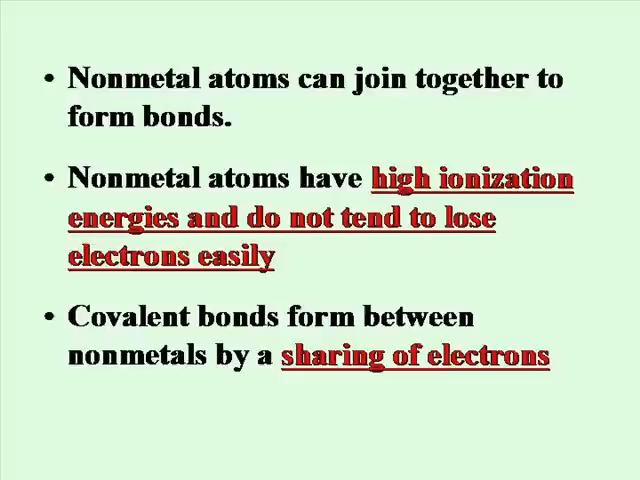 • Nonmetal atoms can join together to
form bonds.
• Nonmetal atoms have high ionization
energies and do not tend to lose
electrons easily
• Covalent bonds form between
nonmetals by a sharing of electrons